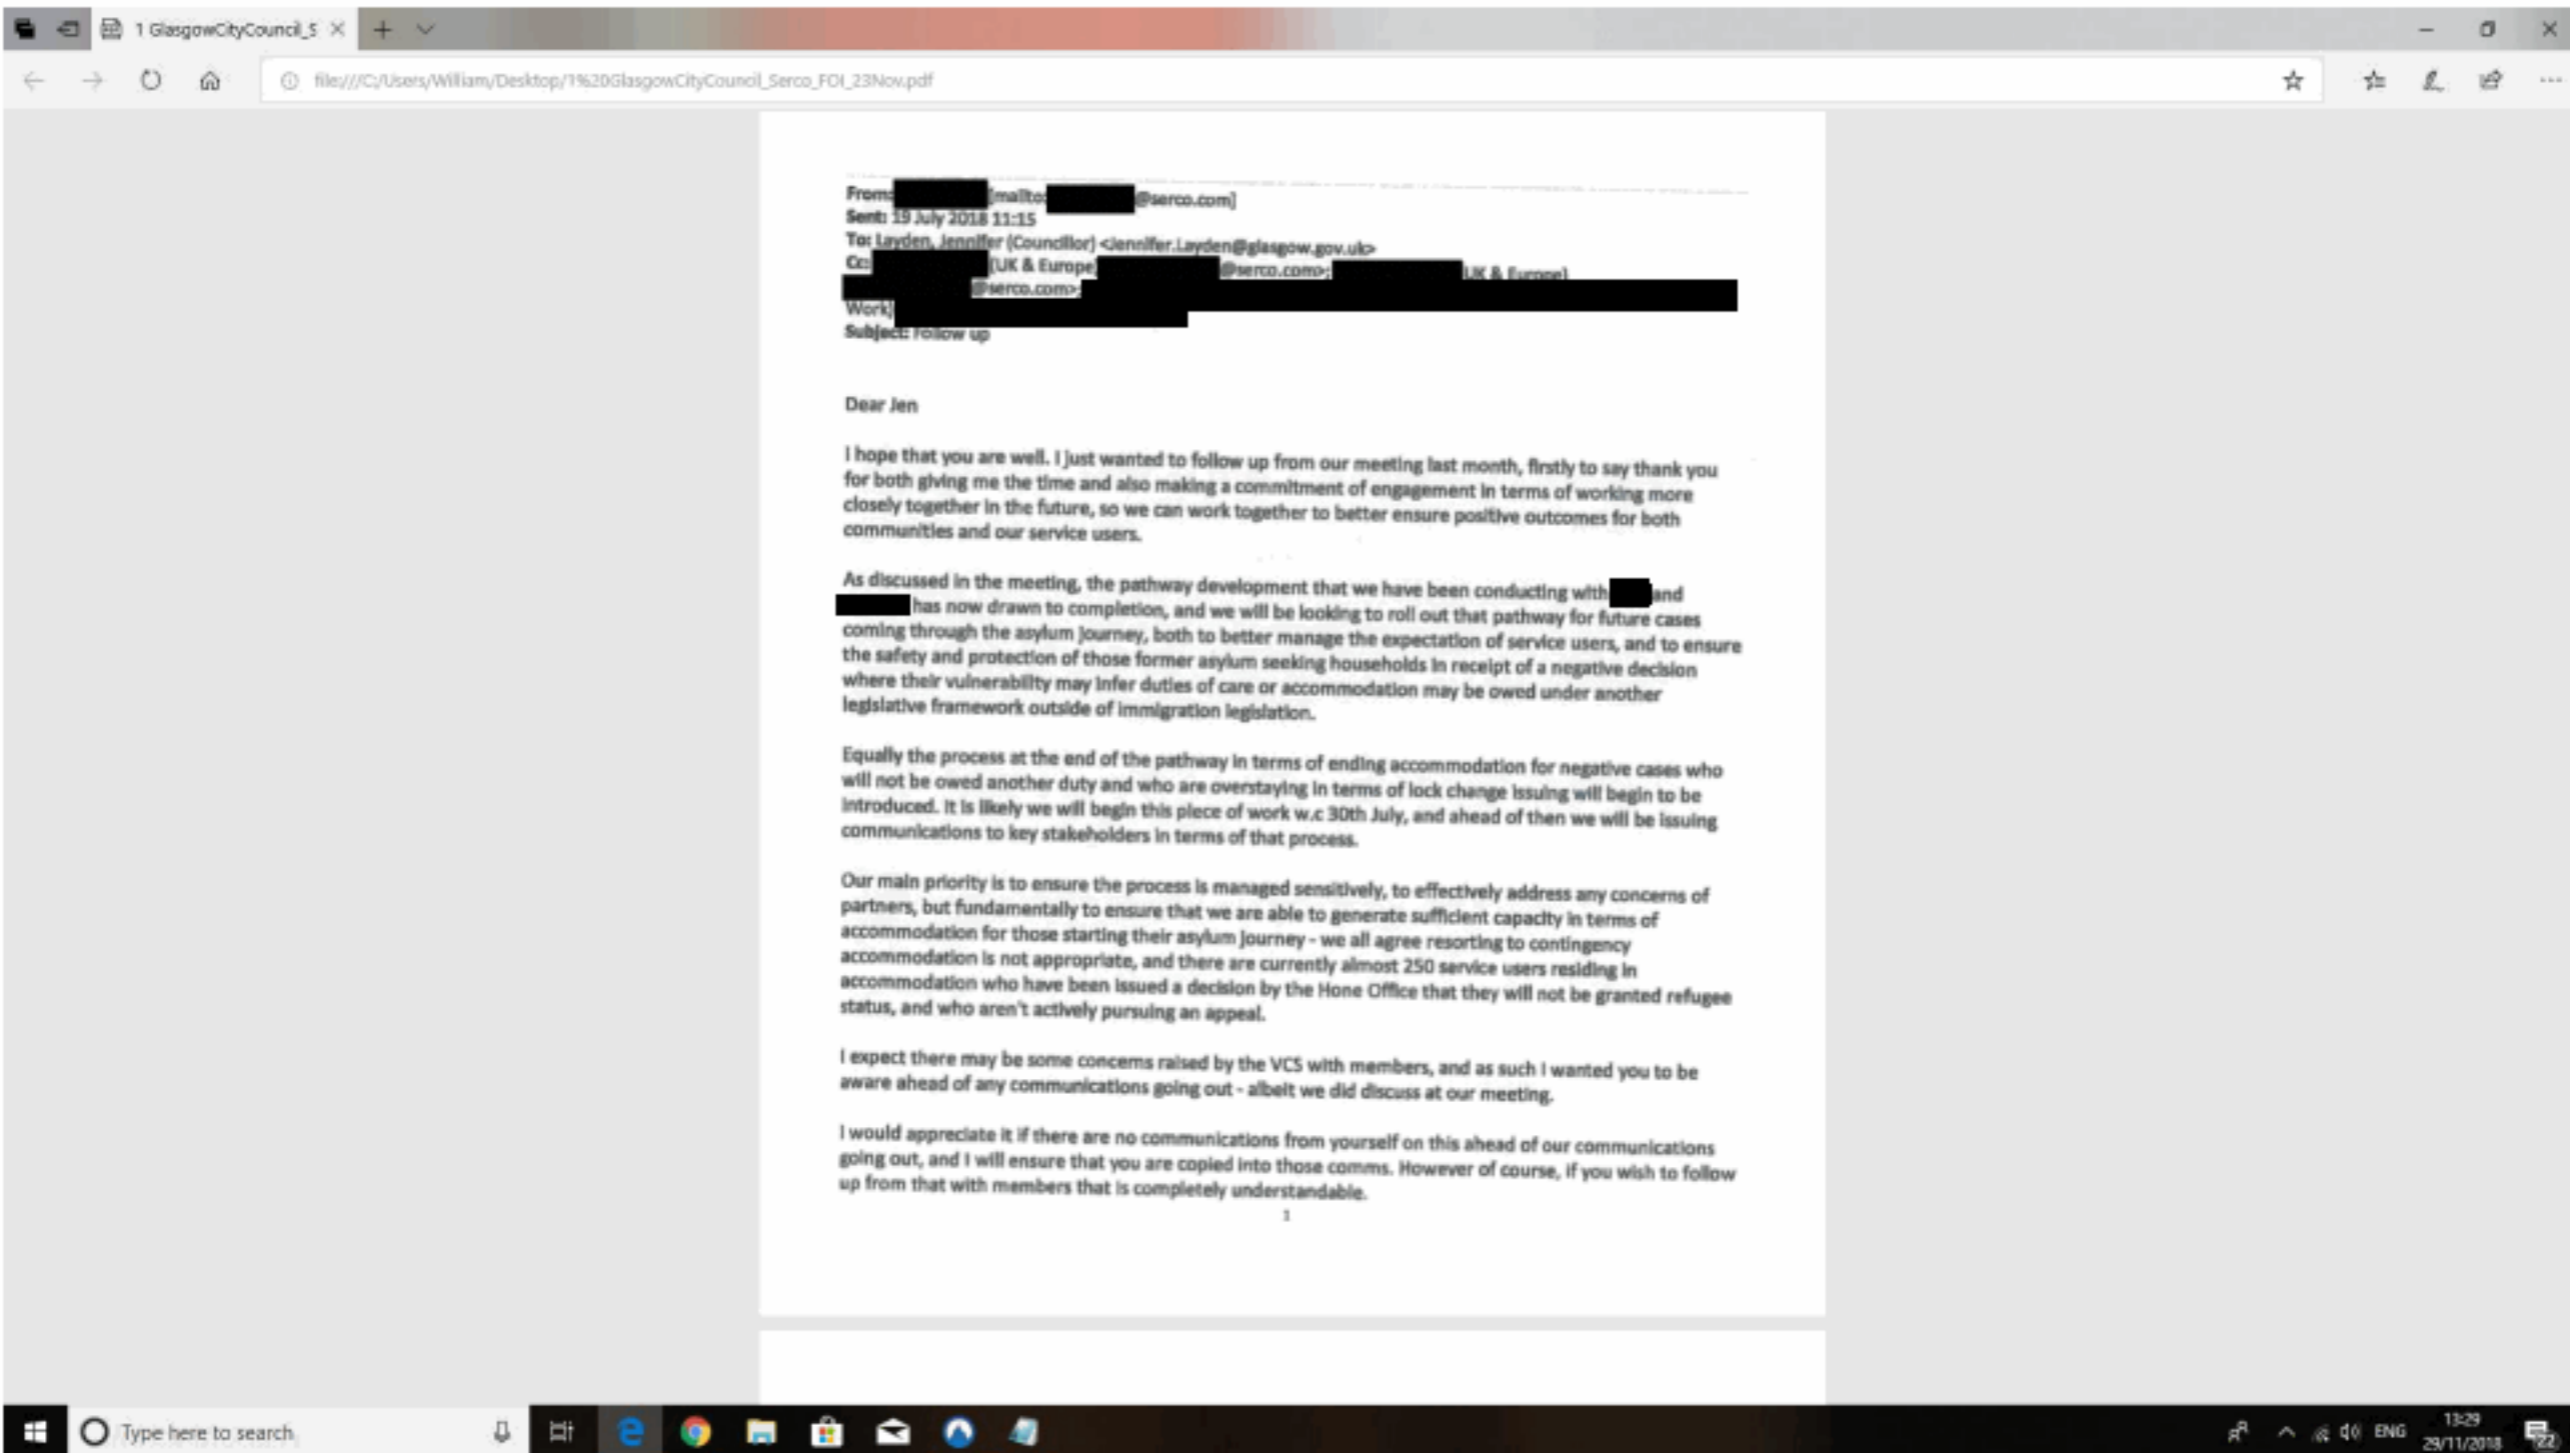 1 GlasgowCityCouncil_S
file:///C:/Users/William/Desktop/1%20GlasgowCityCouncil_Serco_FOI_23Nov.pdf
From: [mailto: @serco.com]
Sent: 19 July 2018 11:15
To: Layden, Jennifer (Councillor) <Jennifer.Layden@glasgow.gov.uk>
Cc: (UK & Europe) @serco.com>; UK & Europe)
@serco.com>;
Work)
Subject: Follow up
Dear Jen
I hope that you are well. I just wanted to follow up from our meeting last month, firstly to say thank you
for both giving me the time and also making a commitment of engagement in terms of working more
closely together in the future, so we can work together to better ensure positive outcomes for both
communities and our service users.
As discussed in the meeting, the pathway development that we have been conducting with and
has now drawn to completion, and we will be looking to roll out that pathway for future cases
coming through the asylum journey, both to better manage the expectation of service users, and to ensure
the safety and protection of those former asylum seeking households in receipt of a negative decision
where their vulnerability may infer duties of care or accommodation may be owed under another
legislative framework outside of immigration legislation.
Equally the process at the end of the pathway in terms of ending accommodation for negative cases who
will not be owed another duty and who are overstaying in terms of lock change issuing will begin to be
introduced. It is likely we will begin this piece of work w.c 30th July, and ahead of then we will be issuing
communications to key stakeholders in terms of that process.
Our main priority is to ensure the process is managed sensitively, to effectively address any concerns of
partners, but fundamentally to ensure that we are able to generate sufficient capacity in terms of
accommodation for those starting their asylum journey - we all agree resorting to contingency
accommodation is not appropriate, and there are currently almost 250 service users residing in
accommodation who have been issued a decision by the Hone Office that they will not be granted refugee
status, and who aren't actively pursuing an appeal.
I expect there may be some concerns raised by the VCS with members, and as such I wanted you to be
aware ahead of any communications going out - albeit we did discuss at our meeting.
I would appreciate it if there are no communications from yourself on this ahead of our communications
going out, and I will ensure that you are copied into those comms. However of course, if you wish to follow
up from that with members that is completely understandable.
1
Type here to search
ENG
13:29
29/11/2018
22